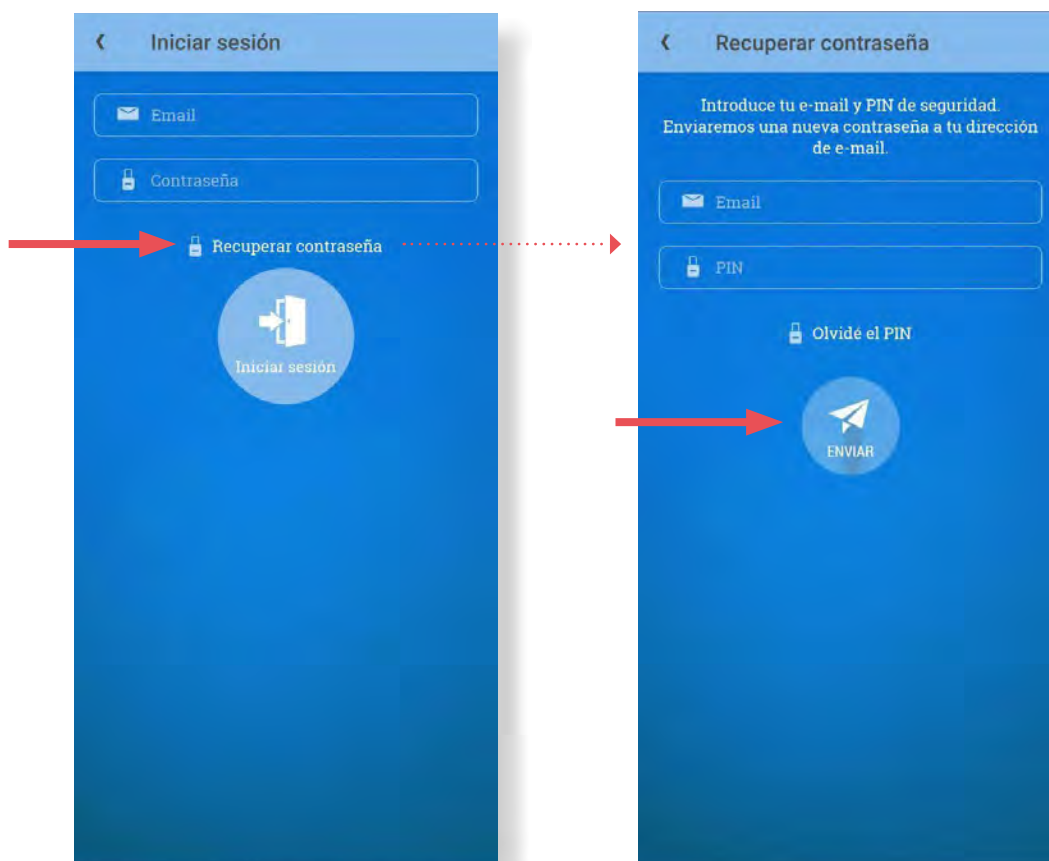 Iniciar sesión
Email
Contraseña
Recuperar contraseña
Iniciar sesión
Recuperar contraseña
Introduce tu e-mail y PIN de seguridad.
Enviaremos una nueva contraseña a tu dirección
de e-mail.
Email
PIN
Olvidé el PIN
ENVIAR